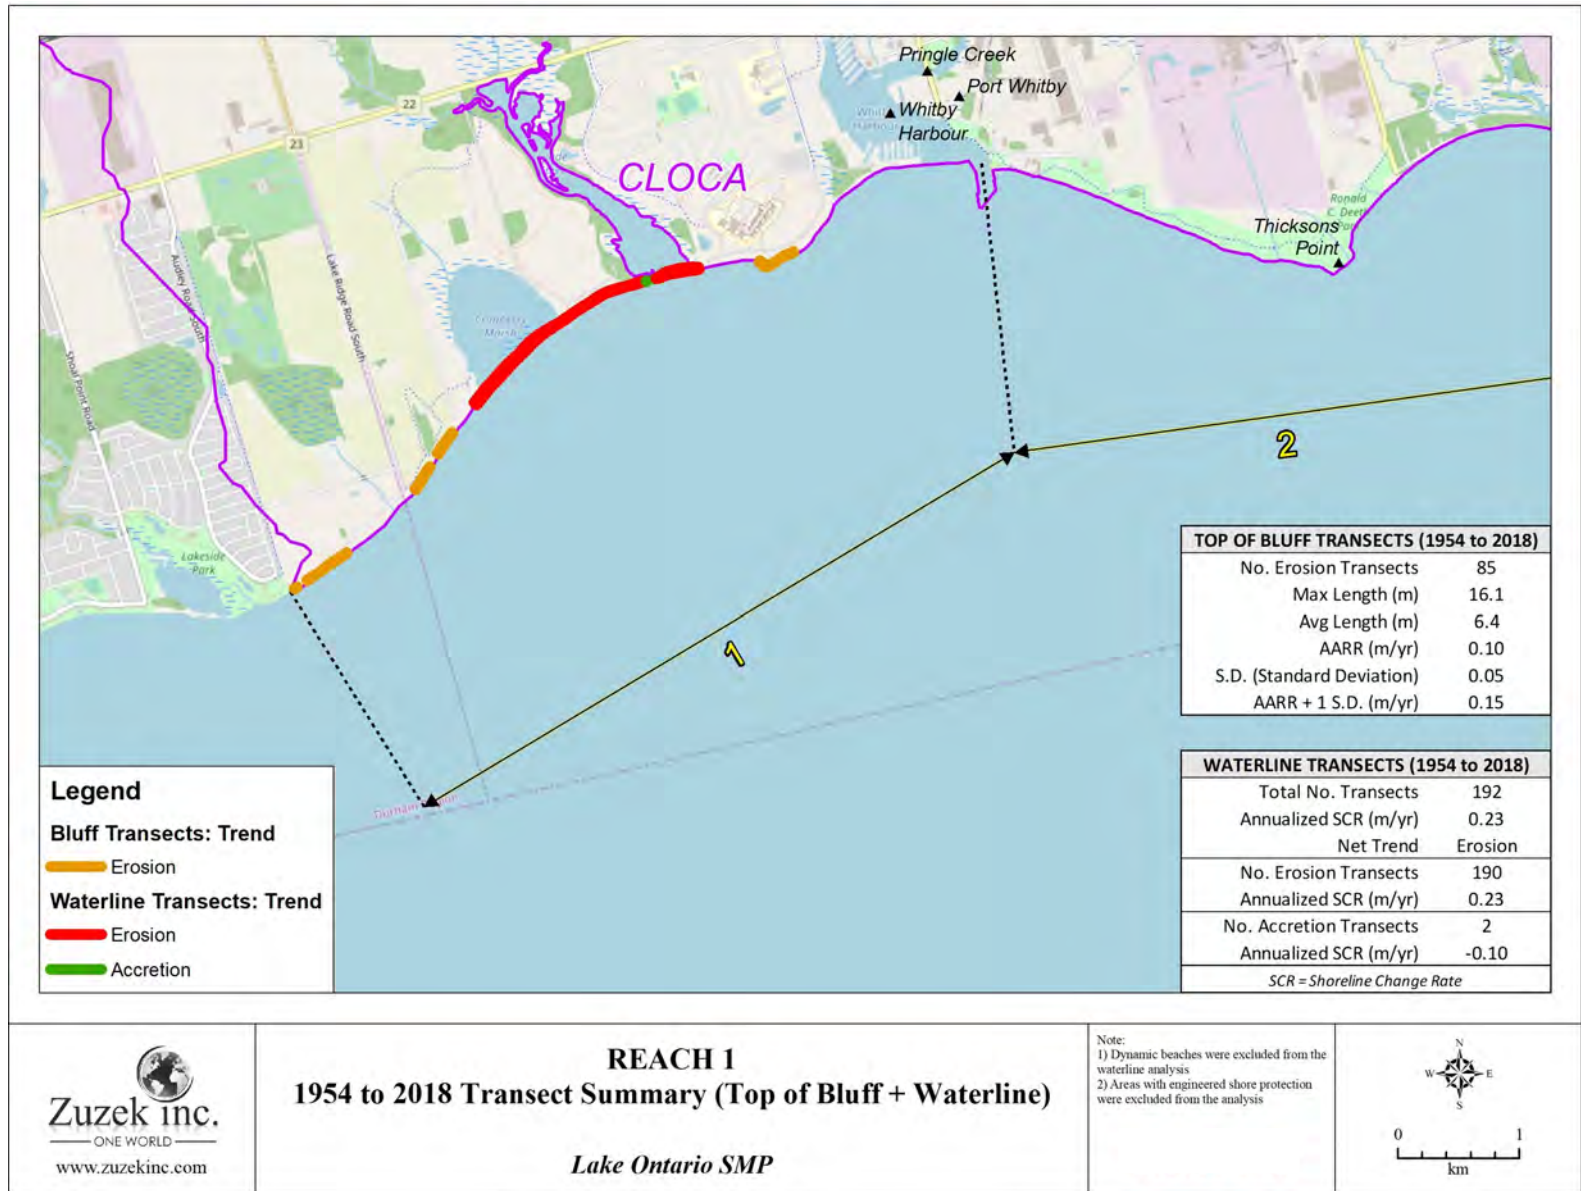 Pringle Creek
Port Whitby
Whitby
Harbour
22
23
CLOCA
Ronald
C. Deeth
Thicksons
Point
Audley Road South
Lake Ridge Road South
Shoal Point Road
Cranberry
Marsh
Lakeside
Park
1
2
TOP OF BLUFF TRANSECTS (1954 to 2018)
No. Erosion Transects 85
Max Length (m) 16.1
Avg Length (m) 6.4
AARR (m/yr) 0.10
S.D. (Standard Deviation) 0.05
AARR + 1 S.D. (m/yr) 0.15
WATERLINE TRANSECTS (1954 to 2018)
Total No. Transects 192
Annualized SCR (m/yr) 0.23
Net Trend Erosion
No. Erosion Transects 190
Annualized SCR (m/yr) 0.23
No. Accretion Transects 2
Annualized SCR (m/yr) -0.10
SCR = Shoreline Change Rate
Legend
Bluff Transects: Trend
Erosion
Waterline Transects: Trend
Erosion
Accretion
Zuzek inc.
ONE WORLD
www.zuzekinc.com
REACH 1
1954 to 2018 Transect Summary (Top of Bluff + Waterline)
Lake Ontario SMP
Note:
1) Dynamic beaches were excluded from the
waterline analysis
2) Areas with engineered shore protection
were excluded from the analysis
N
W E
S
0 1
km